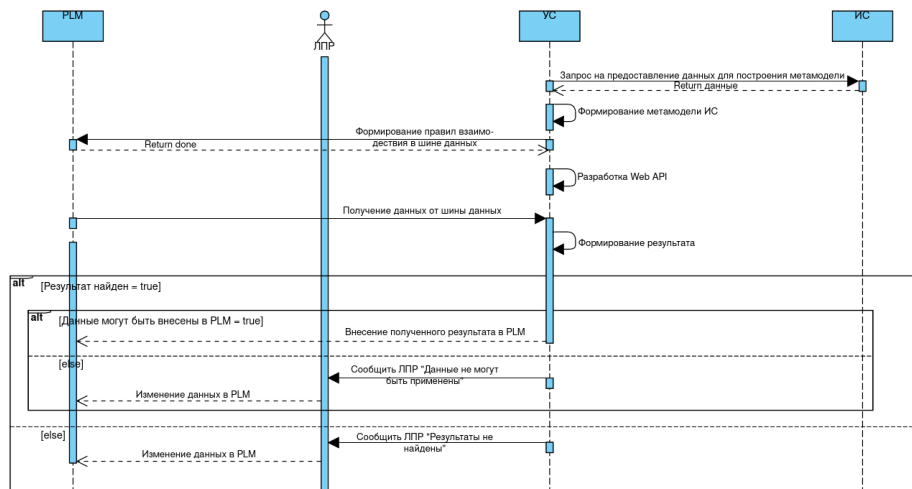 PLM
ЛПР
УС
ИС
Запрос на предоставление данных для построения метамодели
Return данные
Формирование метамодели ИС
Формирование правил взаимо-
дествия в шине данных
Return done
Разработка Web API
Получение данных от шины данных
Формирование результата
alt
[Результат найден = true]
alt
[Данные могут быть внесены в PLM = true]
Внесение полученного результата в PLM
[else]
Сообщить ЛПР "Данные не могут
быть применены"
Изменение данных в PLM
[else]
Сообщить ЛПР "Результаты не
найдены"
Изменение данных в PLM